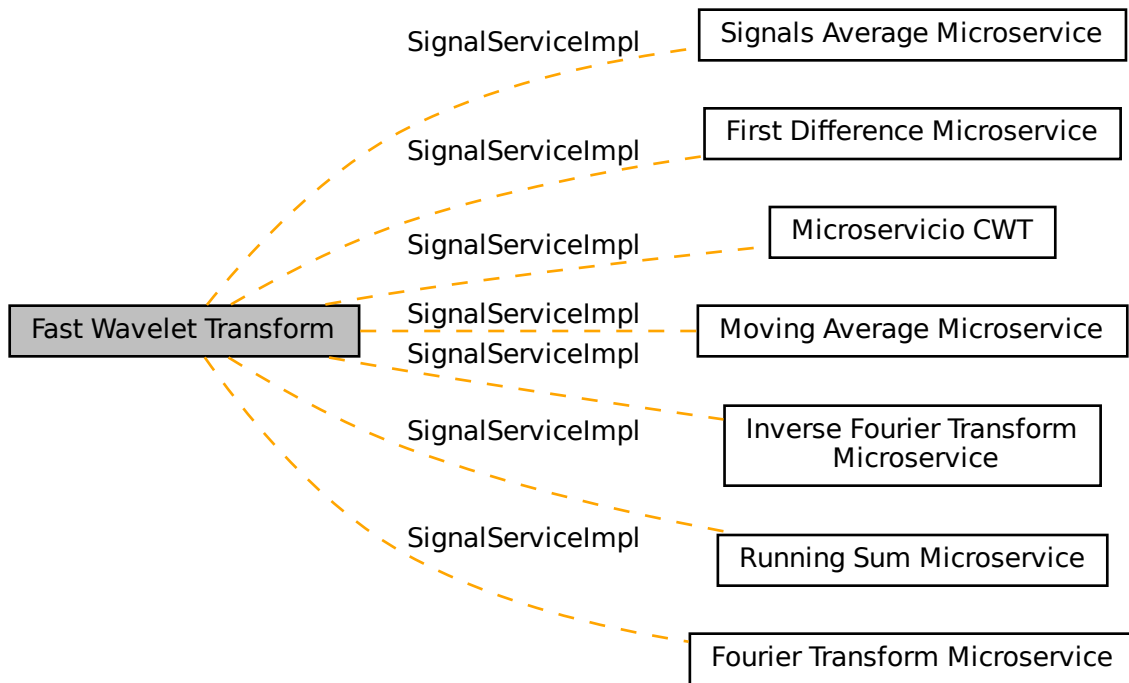 SignalServiceImpl
Signals Average Microservice
SignalServiceImpl
First Difference Microservice
SignalServiceImpl
Microservicio CWT
Fast Wavelet Transform
SignalServiceImpl
Moving Average Microservice
SignalServiceImpl
Inverse Fourier Transform
Microservice
SignalServiceImpl
Running Sum Microservice
SignalServiceImpl
Fourier Transform Microservice